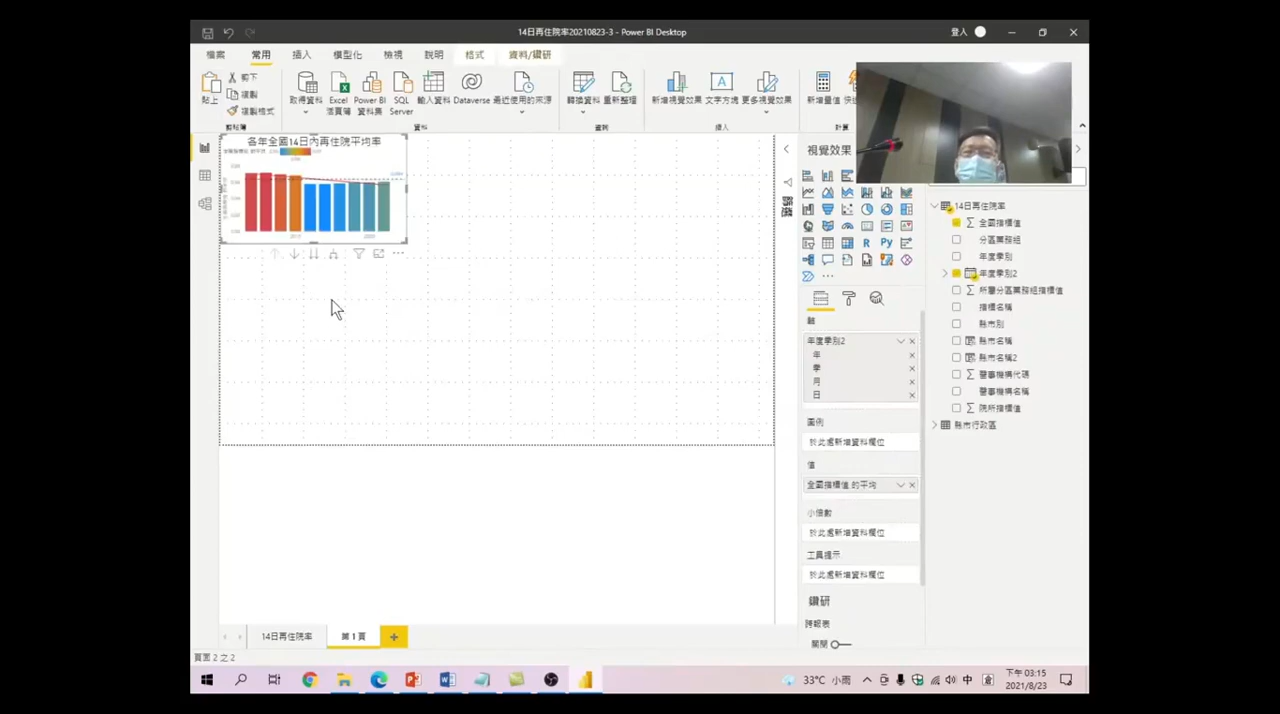 14日再住院率20210823-3 - Power BI Desktop
登入
檔案
常用
插入
模型化
檢視
說明
格式
資料/鑽研
貼上
剪下
複製
複製格式
剪貼簿
取得資料
Excel 活頁簿
Power BI 資料集
SQL Server
輸入資料
Dataverse
最近使用的來源
資料
轉換資料
重新整理
查詢
新增視覺效果
文字方塊
更多視覺效果
插入
新增量值
計算
各年全國14日內再住院平均率
2015
2020
篩選
視覺效果
R
Py
軸
年度季別2
年
季
月
日
圖例
於此處新增資料欄位
值
全國指標值 的平均
小倍數
於此處新增資料欄位
工具提示
於此處新增資料欄位
鑽研
跨報表
關閉
14日再住院率
全國指標值
分區業務組
年度季別
年度季別2
所屬分區業務組指標值
指標名稱
縣市別
縣市名稱
縣市名稱2
醫事機構代碼
醫事機構名稱
院所指標值
縣市行政區
14日再住院率
第 1 頁
頁面 2 之 2
33°C 小雨
中
下午 03:15
2021/8/23